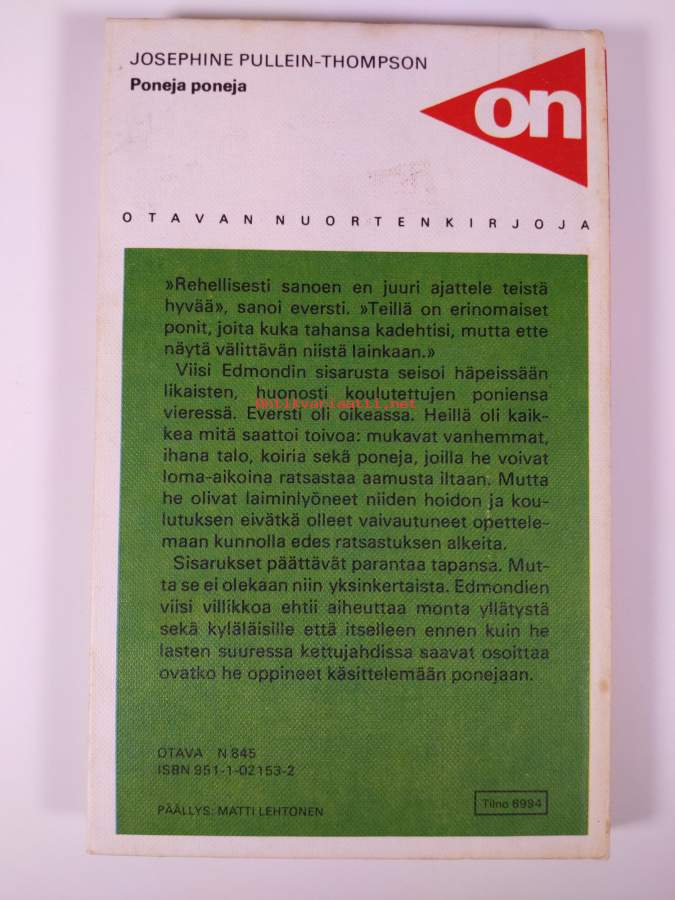 JOSEPHINE PULLEIN-THOMPSON
Poneja poneja
on
OTAVAN NUORTENKIRJOJA
»Rehellisesti sanoen en juuri ajattele teistä
hyvää», sanoi eversti. »Teillä on erinomaiset
ponit, joita kuka tahansa kadehtisi, mutta ette
näytä välittävän niistä lainkaan.»
Viisi Edmondin sisarusta seisoi häpeissään
likaisten, huonosti koulutettujen poniensa
antikvariaatti.net
vieressä. Eversti oli oikeassa. Heillä oli kaik-
kea mitä saattoi toivoa: mukavat vanhemmat,
ihana talo, koiria sekä poneja, joilla he voivat
loma-aikoina ratsastaa aamusta iltaan. Mutta
he olivat laiminlyöneet niiden hoidon ja kou-
lutuksen eivätkä olleet vaivautuneet opettele-
maan kunnolla edes ratsastuksen alkeita.
Sisarukset päättävät parantaa tapansa. Mut-
ta se ei olekaan niin yksinkertaista. Edmondien
viisi villikkoa ehtii aiheuttaa monta yllätystä
sekä kyläläisille että itselleen ennen kuin he
lasten suuressa kettujahdissa saavat osoittaa
ovatko he oppineet käsittelemään ponejaan.
OTAVA N 845
ISBN 951-1-02153-2
PÄÄLLYS: MATTI LEHTONEN
Tilno 6994